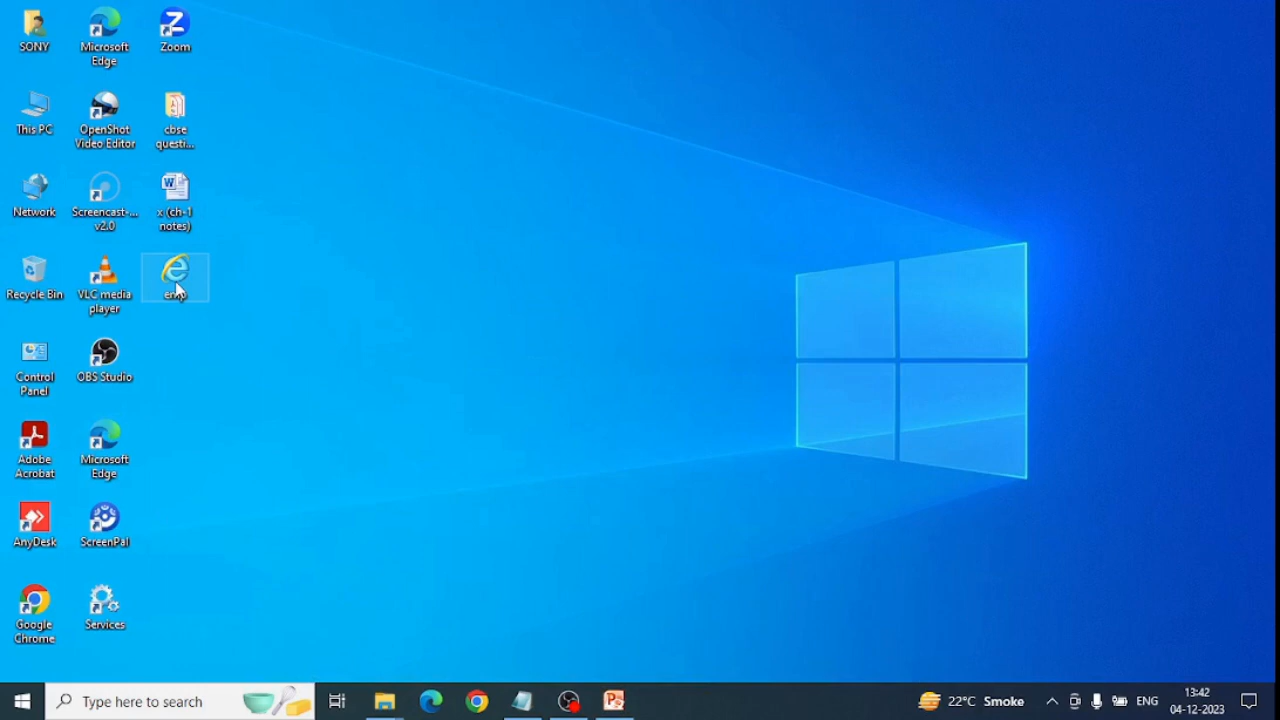 SONY
Microsoft
Edge
Zoom
This PC
OpenShot
Video Editor
cbse
questi...
Network
Screencast-...
v2.0
x (ch-1
notes)
Recycle Bin
VLC media
player
Control
Panel
OBS Studio
Adobe
Acrobat
Microsoft
Edge
AnyDesk
ScreenPal
Google
Chrome
Services
Type here to search
22°C Smoke
ENG
13:42
04-12-2023